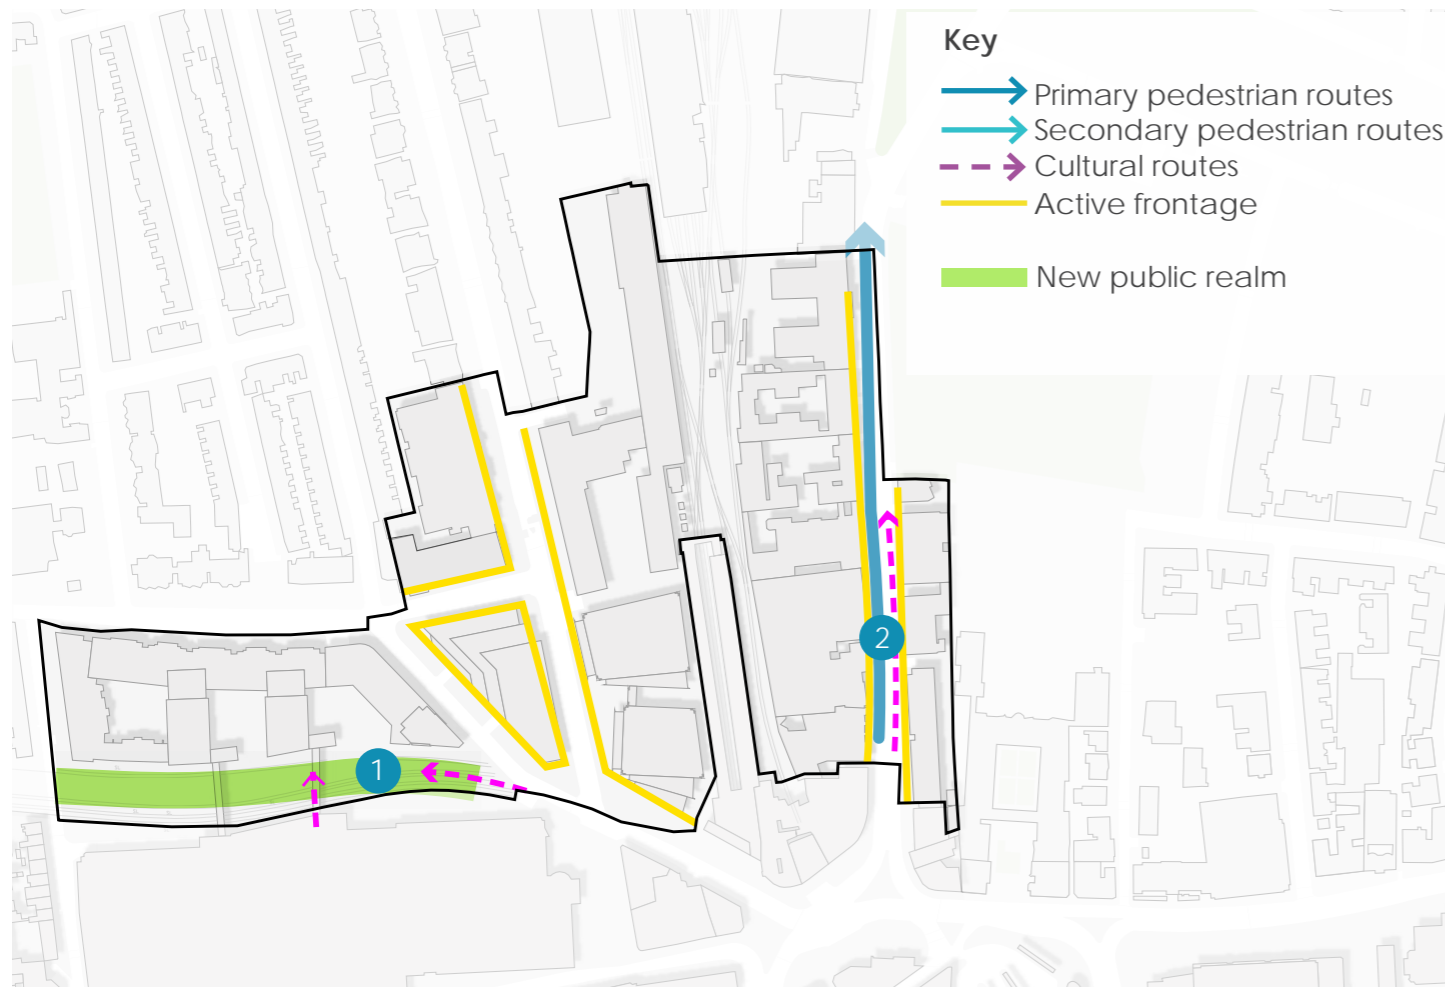 Key
Primary pedestrian routes
Secondary pedestrian routes
Cultural routes
Active frontage
New public realm
2
1